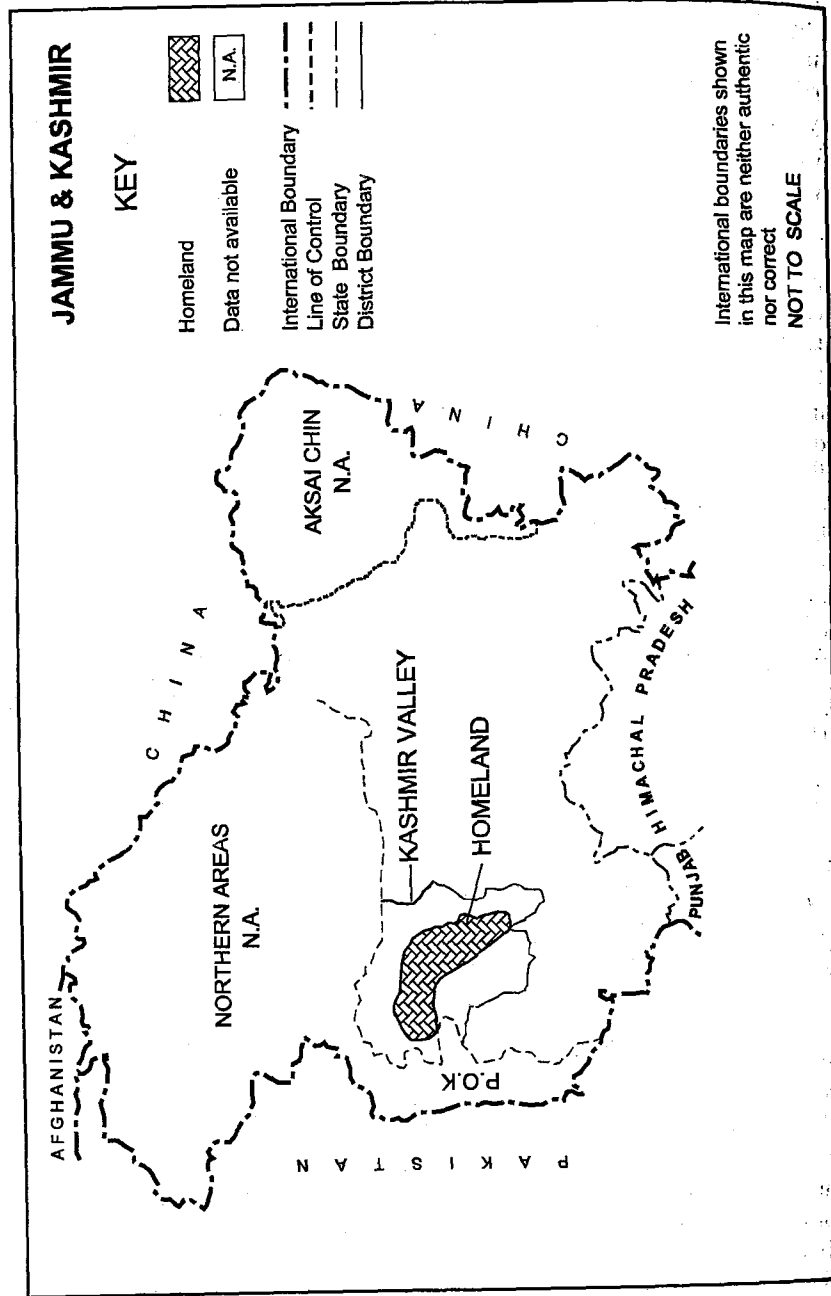 JAMMU & KASHMIR
KEY
Homeland
Data not available
N.A.
International Boundary
Line of Control
State Boundary
District Boundary
AFGHANISTAN
CHINA
NORTHERN AREAS
N.A.
AKSAI CHIN
N.A.
CHINA
KASHMIR VALLEY
HOMELAND
P.O.K
PAKISTAN
HIMACHAL PRADESH
PUNJAB
International boundaries shown
in this map are neither authentic
nor correct
NOT TO SCALE